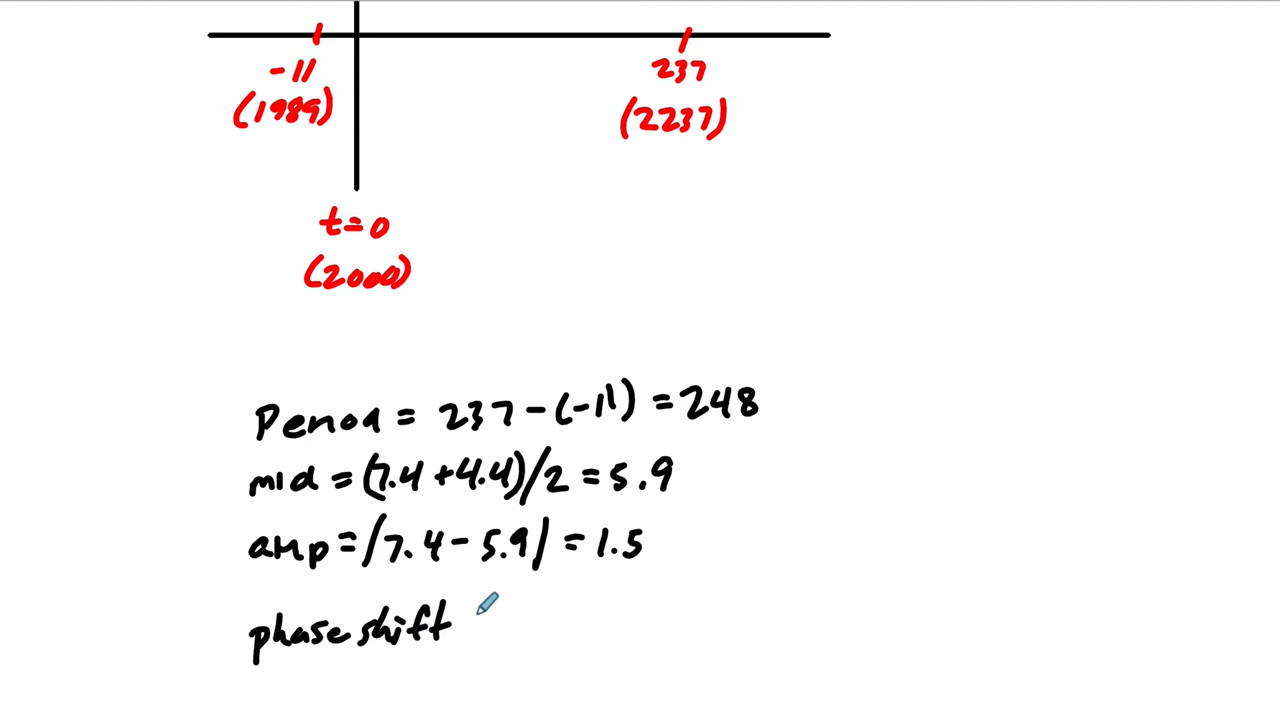 -11 237
(1989) (2237)
t=0
(2000)
Period = 237-(-11) = 248
mid = (7.4+4.4)/2 = 5.9
amp = |7.4-5.9| = 1.5
phase shift